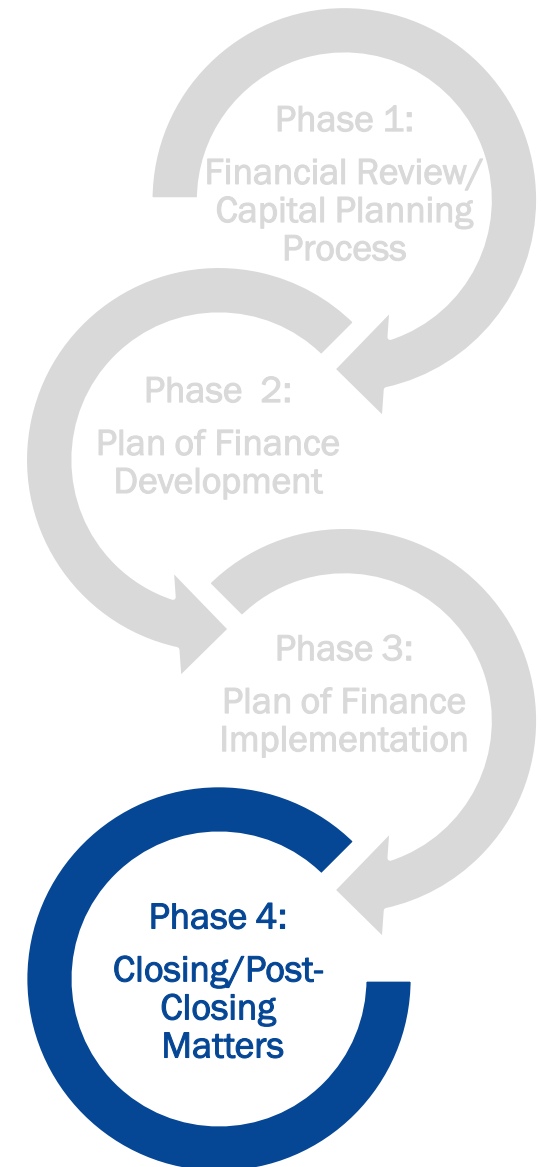 Phase 1:
Financial Review/
Capital Planning
Process
Phase 2:
Plan of Finance
Development
Phase 3:
Plan of Finance
Implementation
Phase 4:
Closing/Post-
Closing
Matters